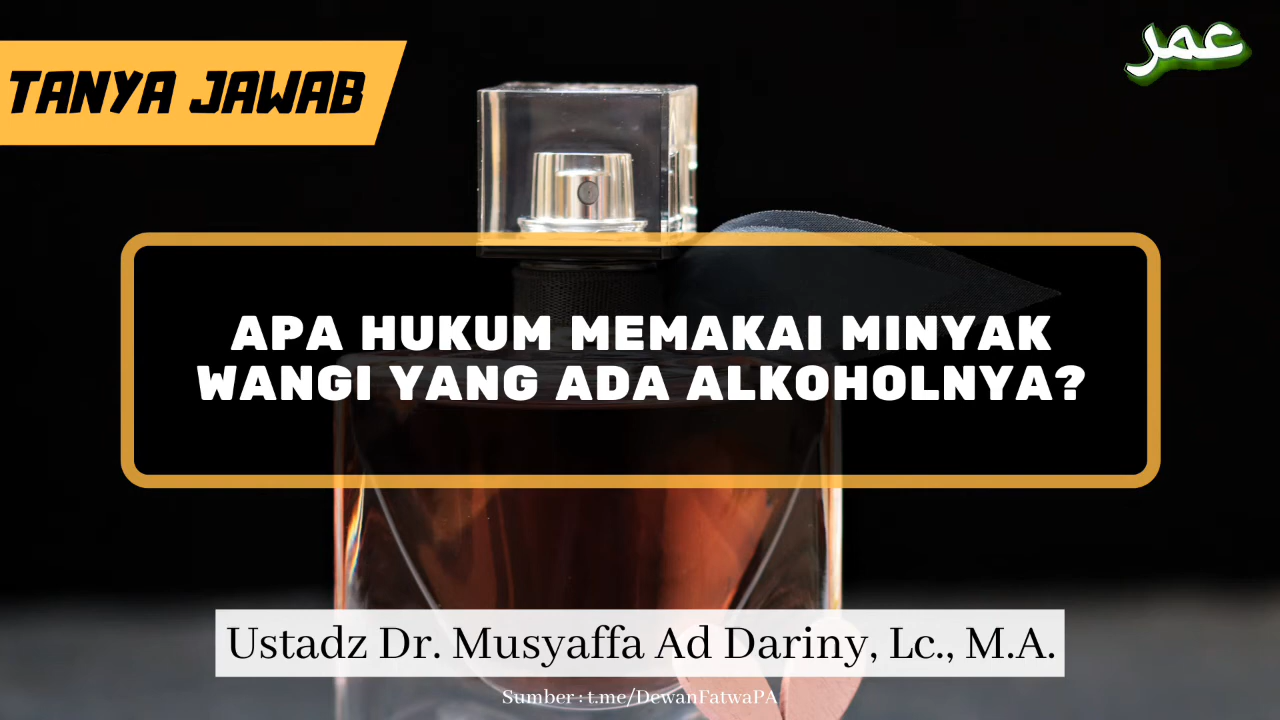 TANYA JAWAB
عمر
APA HUKUM MEMAKAI MINYAK
WANGI YANG ADA ALKOHOLNYA?
Ustadz Dr. Musyaffa Ad Dariny, Lc., M.A.
Sumber : t.me/DewanFatwaPA